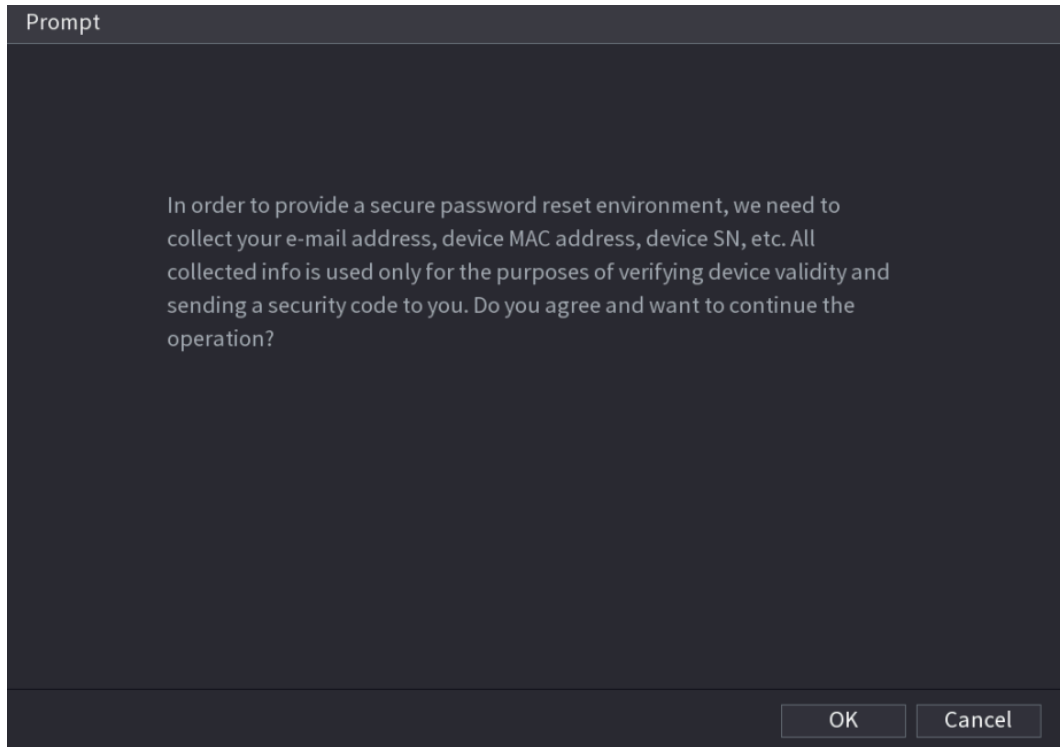 Prompt
In order to provide a secure password reset environment, we need to
collect your e-mail address, device MAC address, device SN, etc. All
collected info is used only for the purposes of verifying device validity and
sending a security code to you. Do you agree and want to continue the
operation?
OK
Cancel